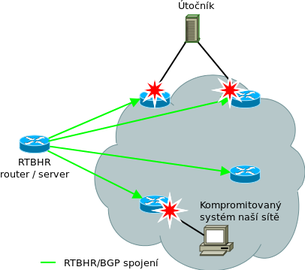 Útočník
RTBHR
router / server
Kompromitovaný
systém naší sítě
RTBHR/BGP spojení